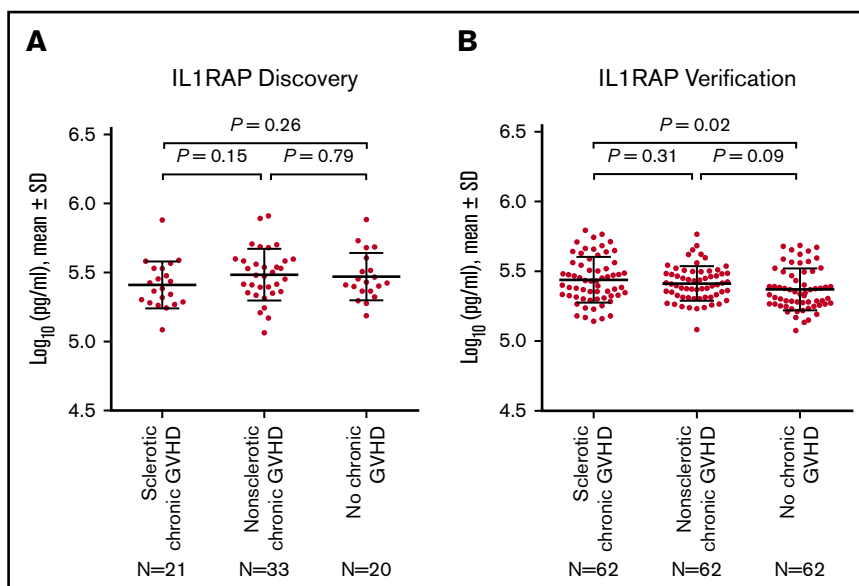 A
IL1RAP Discovery
P = 0.26
P = 0.15
P = 0.79
Log10 (pg/ml), mean ± SD
6.5
6.0
5.5
5.0
4.5
Sclerotic
chronic GVHD
Nonsclerotic
chronic GVHD
No chronic
GVHD
N=21
N=33
N=20
B
IL1RAP Verification
P = 0.02
P = 0.31
P = 0.09
Log10 (pg/ml), mean ± SD
6.5
6.0
5.5
5.0
4.5
Sclerotic
chronic GVHD
Nonsclerotic
chronic GVHD
No chronic
GVHD
N=62
N=62
N=62